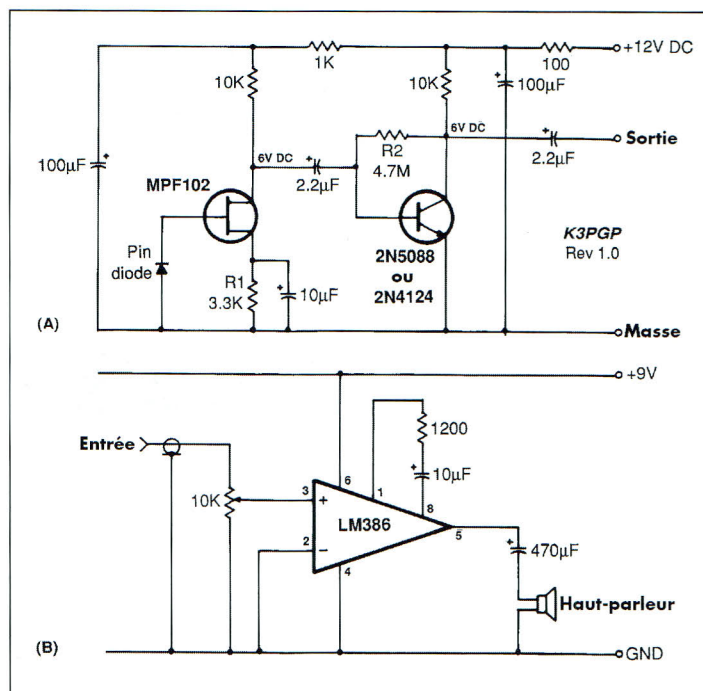 +12V DC
1K
100
10K
10K
100µF
6V DC
6V DC
Sortie
R2
100µF
2.2µF
4.7M
2.2µF
MPF102
K3PGP
Rev 1.0
Pin
diode
2N5088
ou
2N4124
R1
3.3K
10µF
(A)
Masse
+9V
1200
Entrée
6
1
10µF
10K
3
+
8
LM386
5
2
–
470µF
4
Haut-parleur
(B)
GND